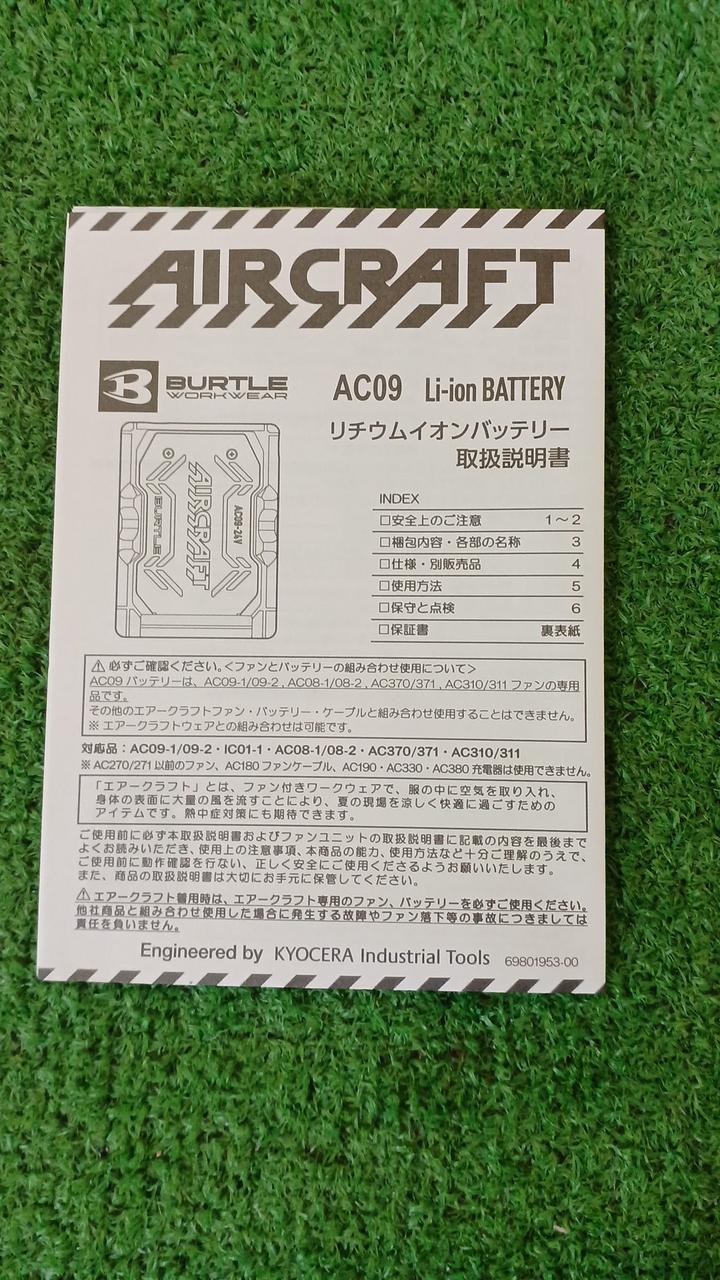 AIRCRAFT
BURTLE
WORKWEAR
AC09 Li-ion BATTERY
リチウムイオンバッテリー
取扱説明書
AIRCRAFT
BURTLE
AC09-24V
INDEX
□安全上のご注意 1～2
□梱包内容・各部の名称 3
□仕様・別販売品 4
□使用方法 5
□保守と点検 6
□保証書 裏表紙
⚠ 必ずご確認ください。<ファンとバッテリーの組み合わせ使用について>
AC09 バッテリーは、AC09-1/09-2 , AC08-1/08-2 , AC370/371 , AC310/311 ファンの専用
品です。
その他のエアークラフトファン・バッテリー・ケーブルと組み合わせ使用することはできません。
※ エアークラフトウェアとの組み合わせは可能です。
対応品：AC09-1/09-2・IC01-1・AC08-1/08-2・AC370/371・AC310/311
※ AC270/271 以前のファン、AC180 ファンケーブル、AC190・AC330・AC380 充電器は使用できません。
「エアークラフト」とは、ファン付きワークウェアで、服の中に空気を取り入れ、
身体の表面に大量の風を流すことにより、夏の現場を涼しく快適に過ごすための
アイテムです。熱中症対策にも期待できます。
ご使用前に必ず本取扱説明書およびファンユニットの取扱説明書に記載の内容を最後まで
よくお読みいただき、使用上の注意事項、本商品の能力、使用方法など十分ご理解のうえで、
ご使用前に動作確認を行ない、正しく安全にご使用くださるようお願いいたします。
また、商品の取扱説明書は大切にお手元に保管してください。
⚠ エアークラフト着用時は、エアークラフト専用のファン、バッテリーを必ずご使用ください。
他社商品と組み合わせ使用した場合に発生する故障やファン落下等の事故につきましては
責任を負いません。
Engineered by KYOCERA Industrial Tools 69801953-00